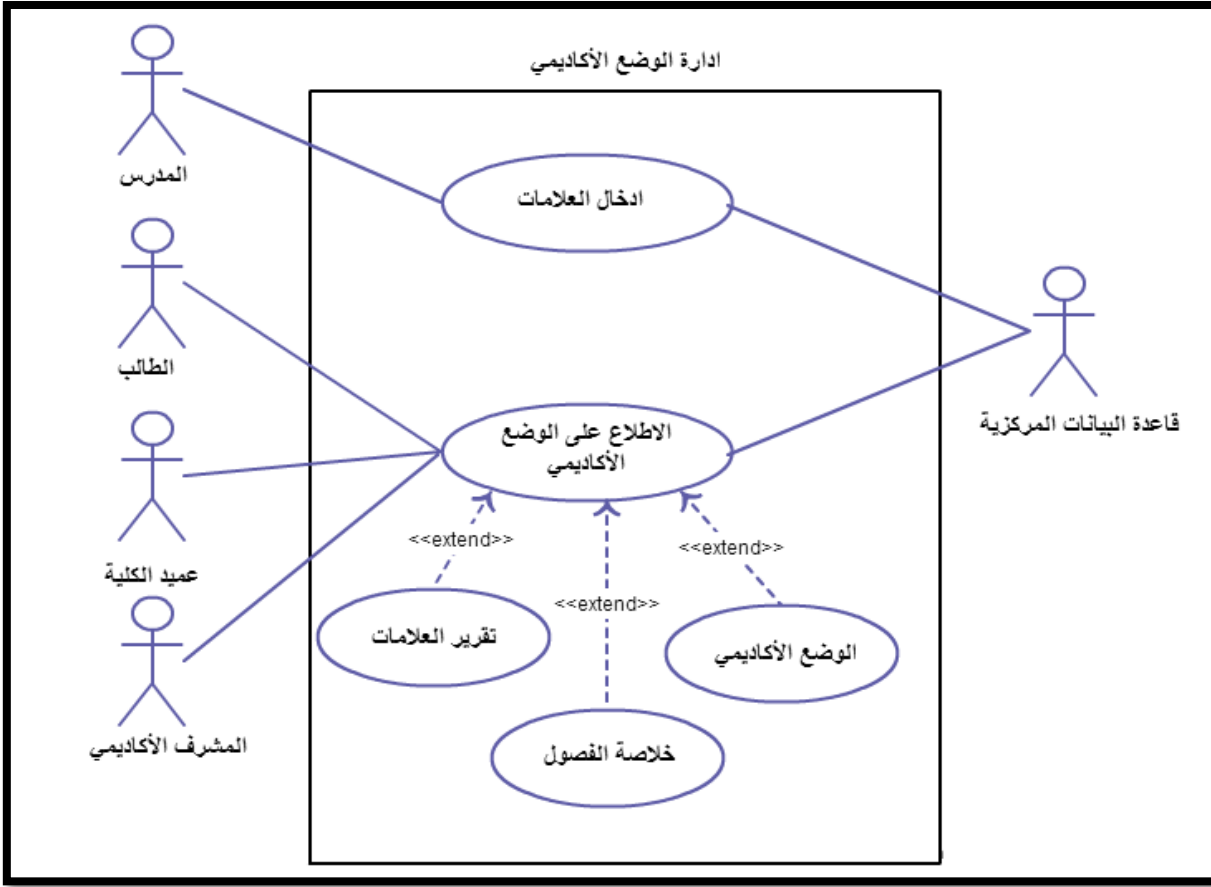 ادارة الوضع الأكاديمي
المدرس
ادخال العلامات
الطالب
قاعدة البيانات المركزية
الاطلاع على الوضع
الأكاديمي
عميد الكلية
<<extend>>
<<extend>>
<<extend>>
تقرير العلامات
الوضع الأكاديمي
خلاصة الفصول
المشرف الأكاديمي